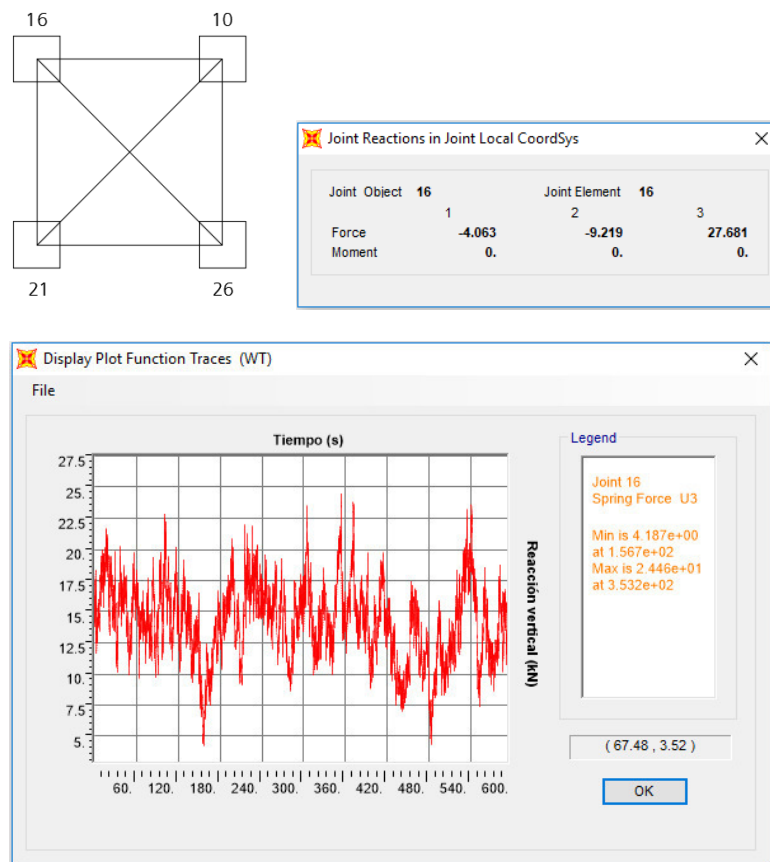 16 10
21 26
Joint Reactions in Joint Local CoordSys
Joint Object 16 Joint Element 16
1 2 3
Force -4.063 -9.219 27.681
Moment 0. 0. 0.
Display Plot Function Traces (WT)
File
Tiempo (s)
27.5
25.
22.5
20.
17.5
15.
12.5
10.
7.5
5.
60. 120. 180. 240. 300. 360. 420. 480. 540. 600.
Reacción vertical (kN)
Legend
Joint 16
Spring Force U3
Min is 4.187e+00
at 1.567e+02
Max is 2.446e+01
at 3.532e+02
( 67.48 , 3.52 )
OK